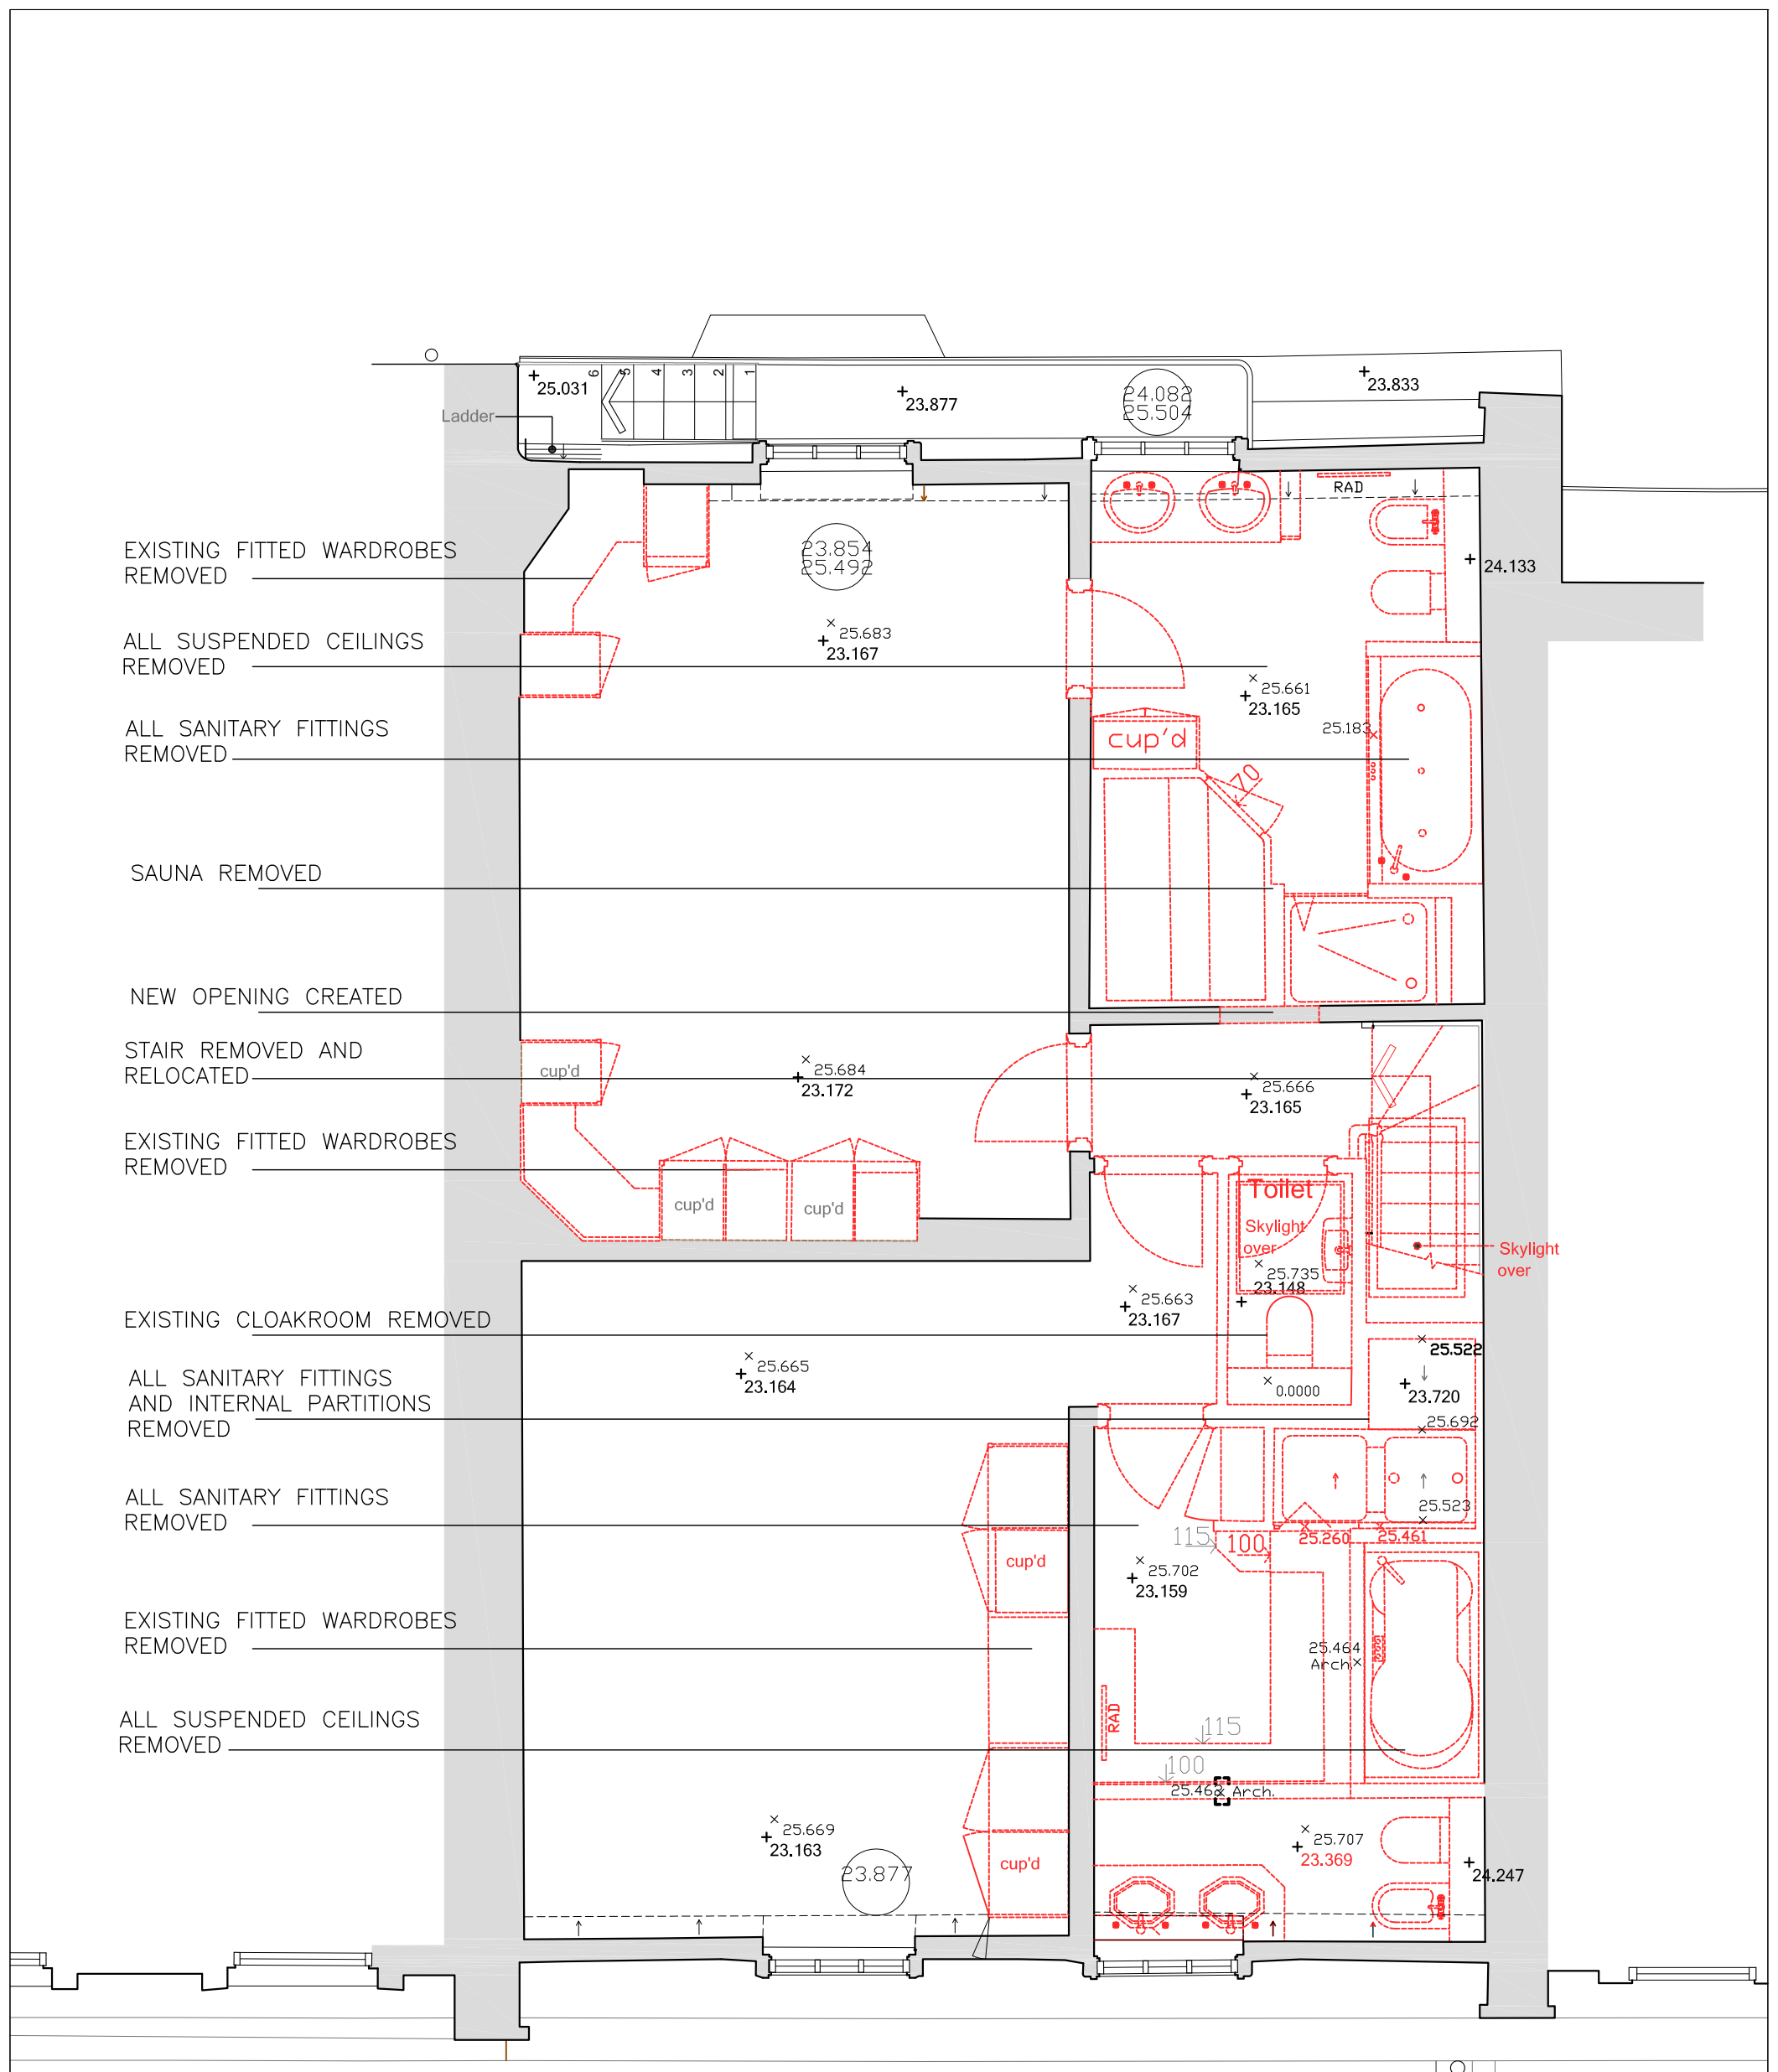 6
5
4
3
2
1
25.031
23.877
24.082
25.504
23.833
Ladder
RAD
EXISTING FITTED WARDROBES
REMOVED
23.854
25.492
24.133
ALL SUSPENDED CEILINGS
REMOVED
25.683
23.167
25.661
23.165
ALL SANITARY FITTINGS
REMOVED
25.183
cup'd
70
SAUNA REMOVED
NEW OPENING CREATED
STAIR REMOVED AND
RELOCATED
cup'd
25.684
23.172
25.666
23.165
EXISTING FITTED WARDROBES
REMOVED
cup'd
cup'd
Toilet
Skylight
over
Skylight
over
25.735
23.148
25.663
23.167
EXISTING CLOAKROOM REMOVED
25.522
25.665
23.164
0.0000
23.720
ALL SANITARY FITTINGS
AND INTERNAL PARTITIONS
REMOVED
25.692
ALL SANITARY FITTINGS
REMOVED
25.523
115
100
25.260
25.461
cup'd
25.702
23.159
EXISTING FITTED WARDROBES
REMOVED
25.464
Arch.
RAD
115
ALL SUSPENDED CEILINGS
REMOVED
100
25.463 Arch.
25.669
23.163
25.707
23.369
cup'd
23.877
24.247